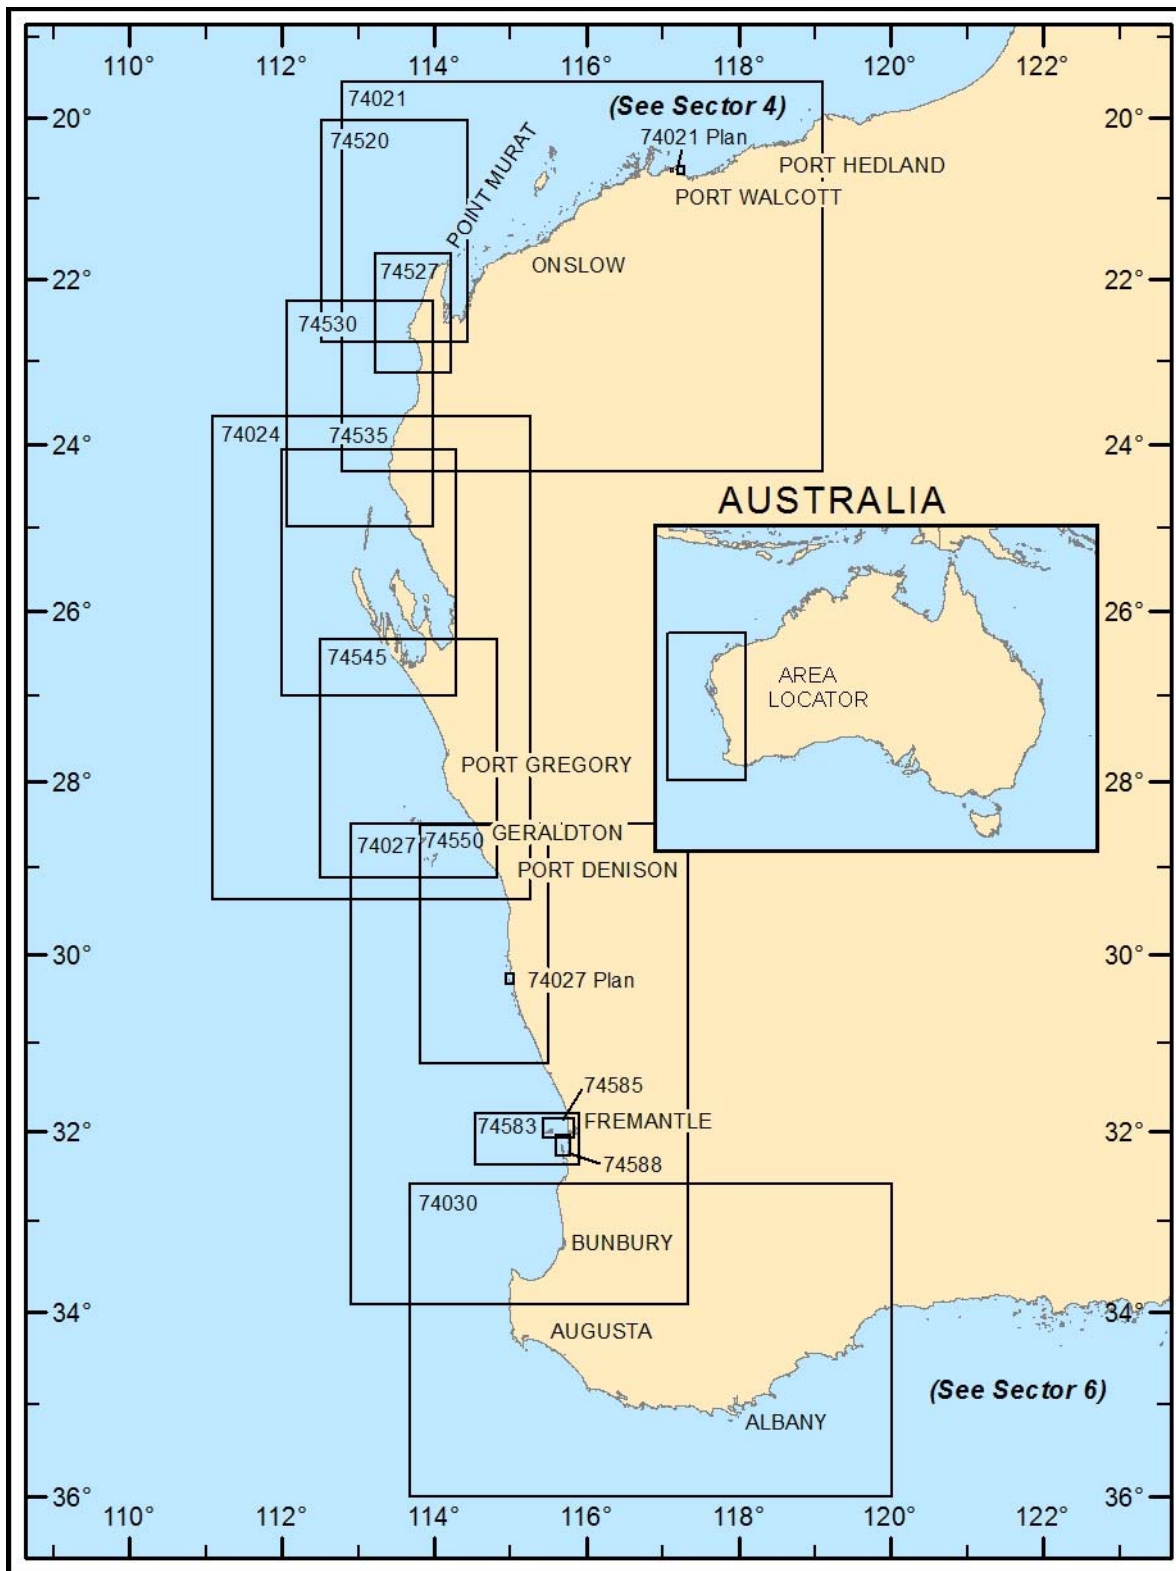 110° 112° 114° 116° 118° 120° 122°
74021
(See Sector 4)
20° 20°
74520
74021 Plan
POINT MURAT
PORT HEDLAND
PORT WALCOTT
74527
ONSLOW
22° 22°
74530
74024
74535
24° 24°
AUSTRALIA
26° 26°
74545
AREA
LOCATOR
PORT GREGORY
28° 28°
74027
74550
GERALDTON
PORT DENISON
30° 30°
74027 Plan
74585
74583
FREMANTLE
32° 32°
74588
74030
BUNBURY
34° 34°
AUGUSTA
(See Sector 6)
ALBANY
36° 36°
110° 112° 114° 116° 118° 120° 122°